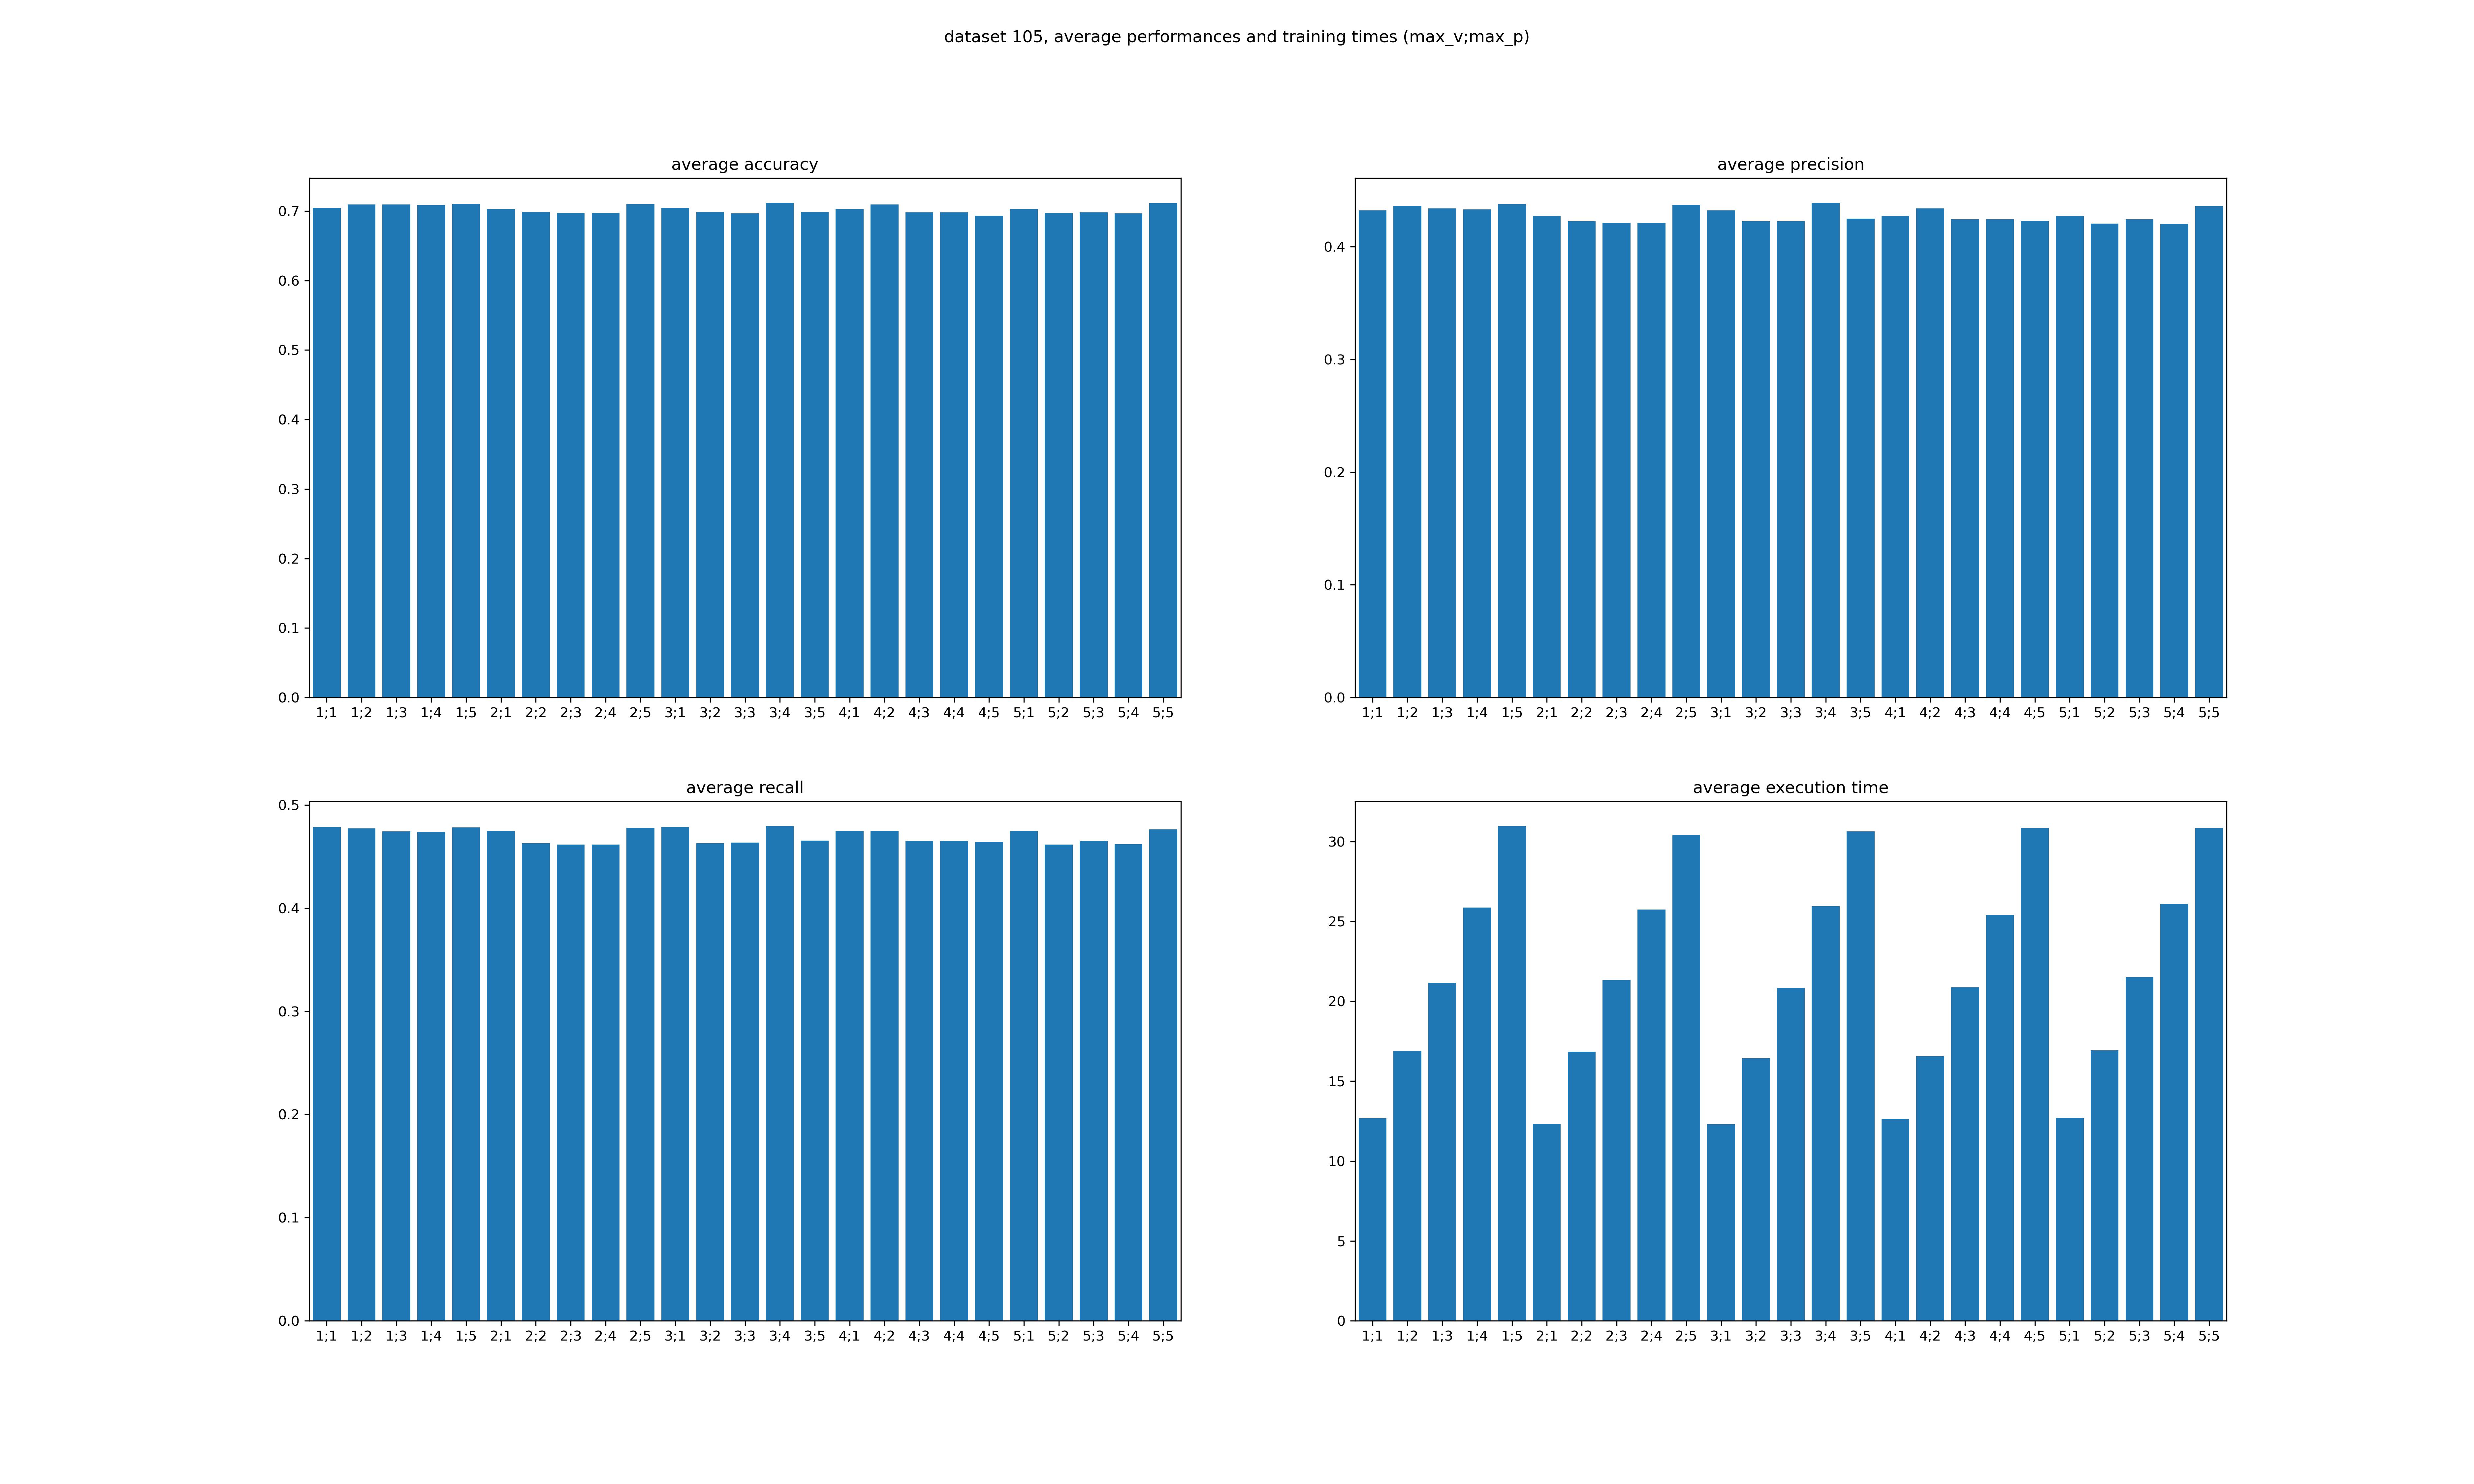 dataset 105, average performances and training times (max_v;max_p)
average accuracy
0.7
0.6
0.5
0.4
0.3
0.2
0.1
0.0
1;1 1;2 1;3 1;4 1;5 2;1 2;2 2;3 2;4 2;5 3;1 3;2 3;3 3;4 3;5 4;1 4;2 4;3 4;4 4;5 5;1 5;2 5;3 5;4 5;5
average precision
0.4
0.3
0.2
0.1
0.0
1;1 1;2 1;3 1;4 1;5 2;1 2;2 2;3 2;4 2;5 3;1 3;2 3;3 3;4 3;5 4;1 4;2 4;3 4;4 4;5 5;1 5;2 5;3 5;4 5;5
average recall
0.5
0.4
0.3
0.2
0.1
0.0
1;1 1;2 1;3 1;4 1;5 2;1 2;2 2;3 2;4 2;5 3;1 3;2 3;3 3;4 3;5 4;1 4;2 4;3 4;4 4;5 5;1 5;2 5;3 5;4 5;5
average execution time
30
25
20
15
10
5
0
1;1 1;2 1;3 1;4 1;5 2;1 2;2 2;3 2;4 2;5 3;1 3;2 3;3 3;4 3;5 4;1 4;2 4;3 4;4 4;5 5;1 5;2 5;3 5;4 5;5